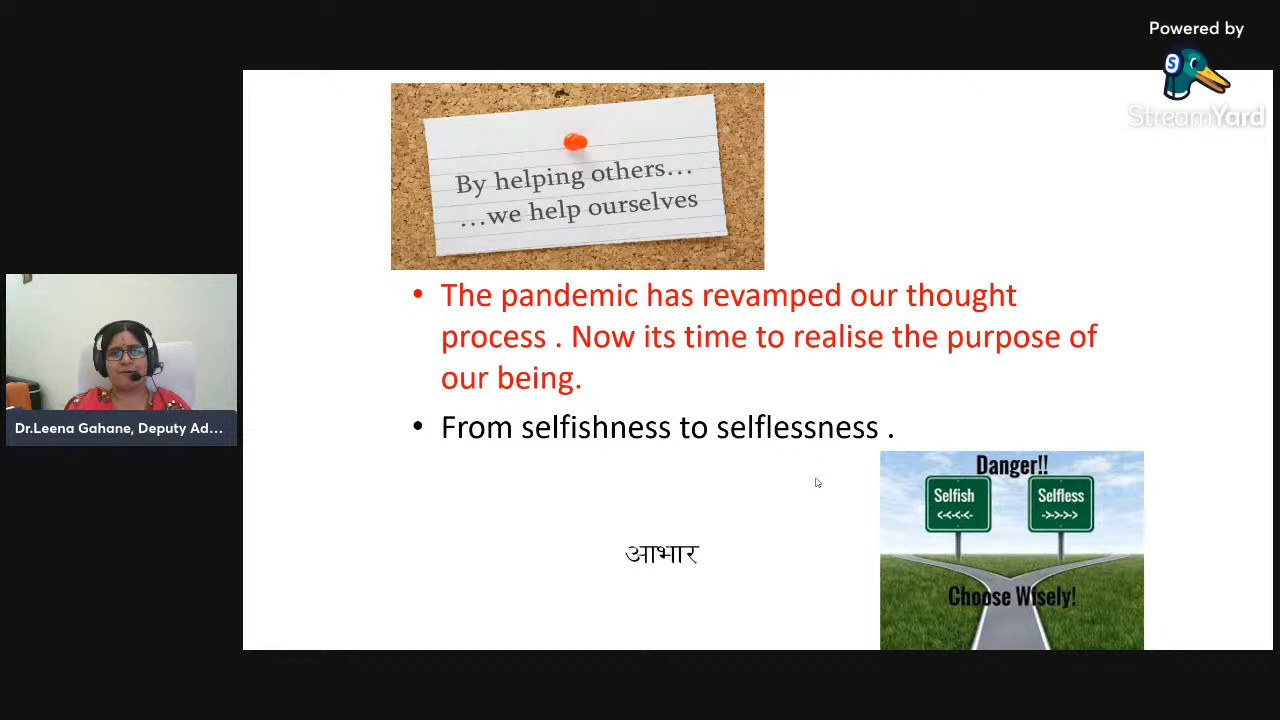 Powered by
S
StreamYard
By helping others…
…we help ourselves
• The pandemic has revamped our thought
process . Now its time to realise the purpose of
our being.
• From selfishness to selflessness .
Danger!!
Selfish
<-<-<-<-
Selfless
->->->->
Choose Wisely!
आभार
Dr.Leena Gahane, Deputy Ad...